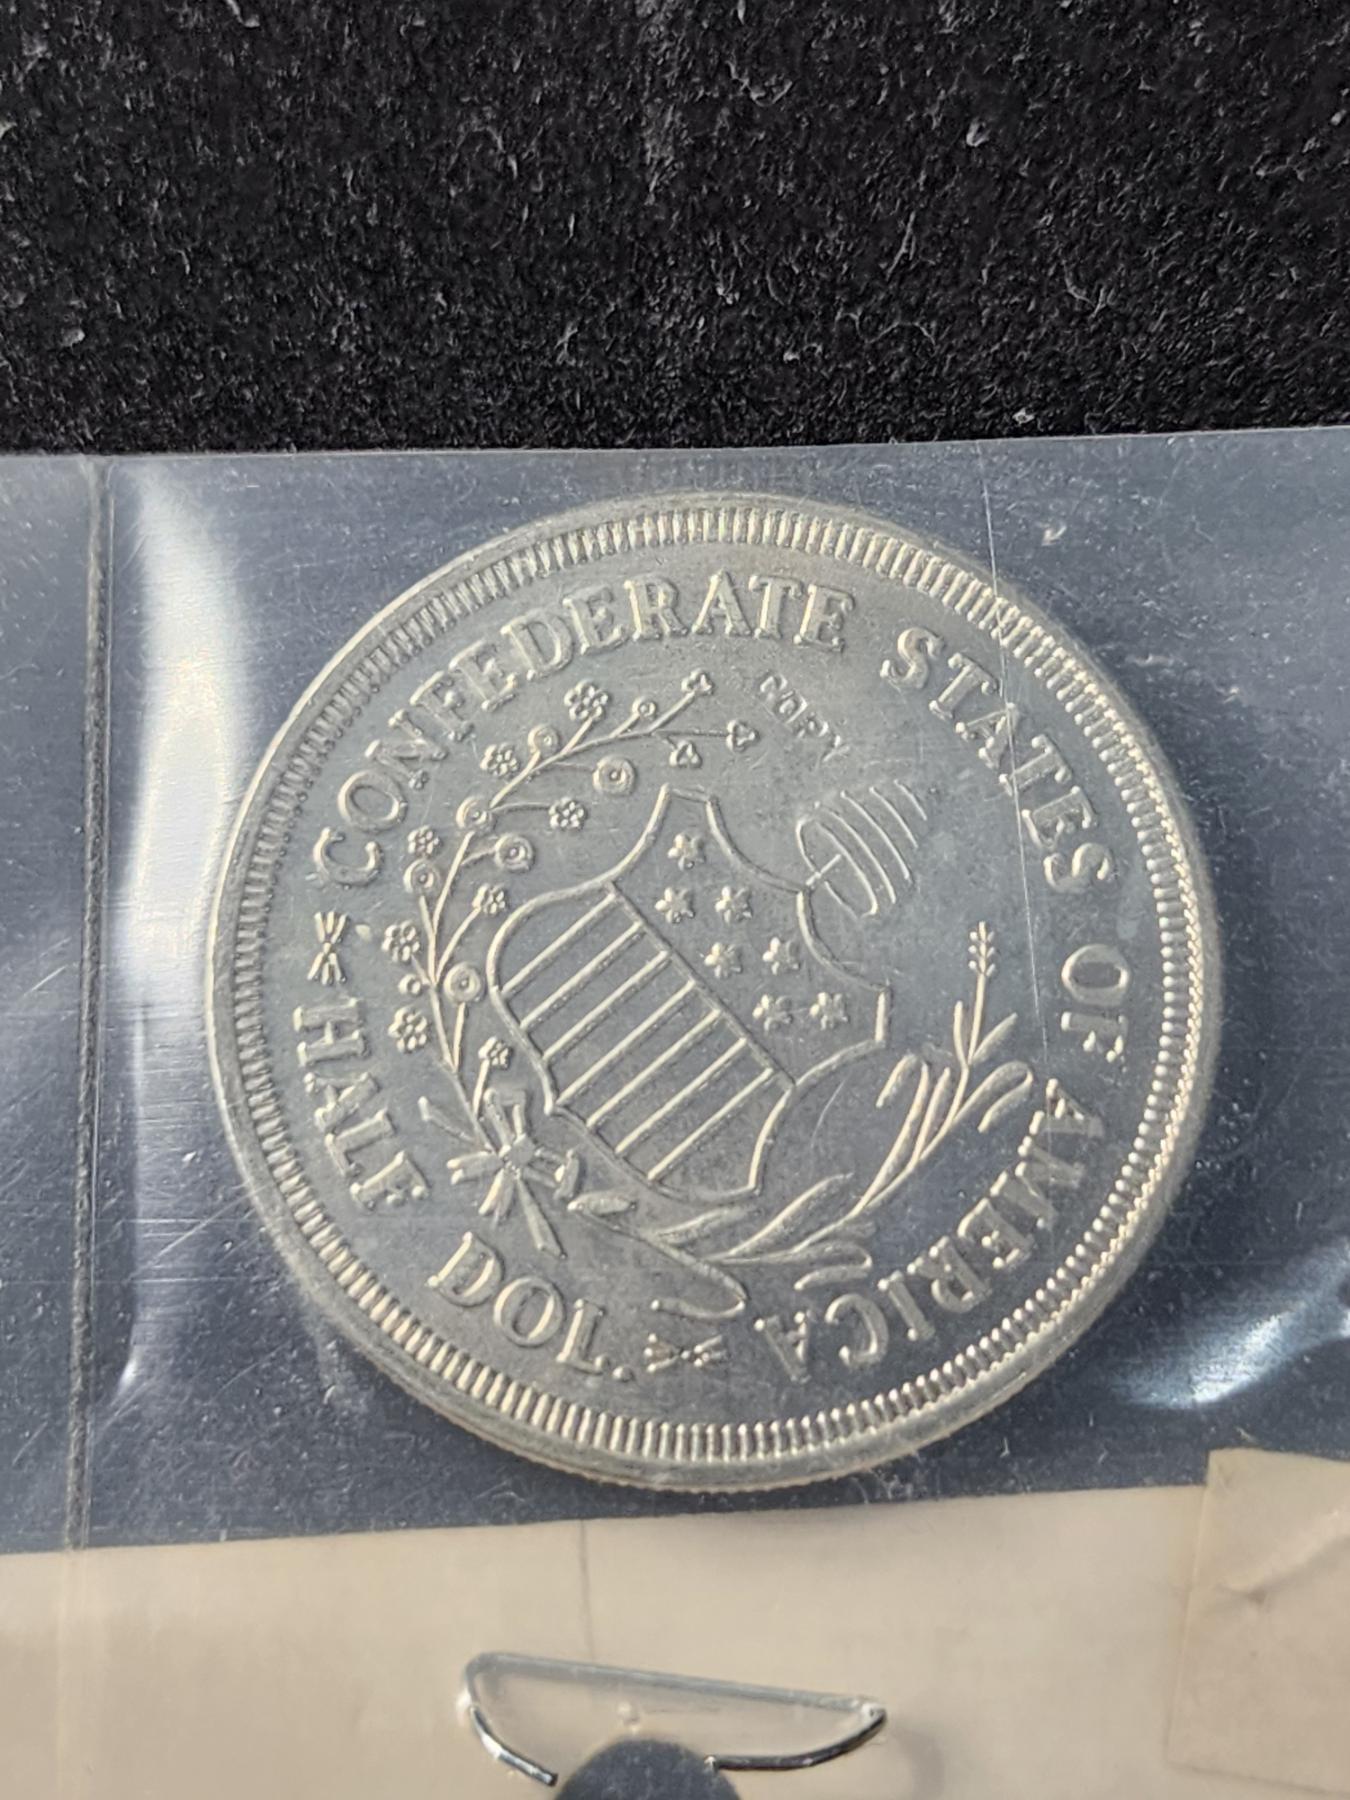 CONFEDERATE STATES OF AMERICA
COPY
HALF DOL.